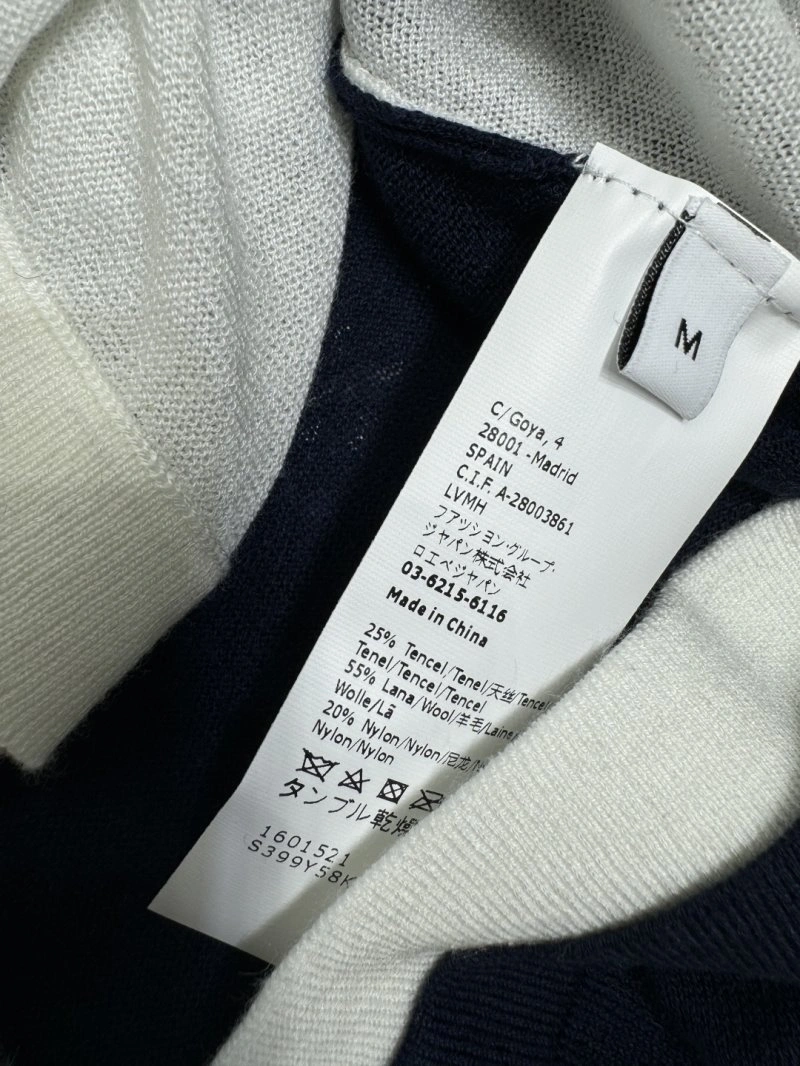 M
C/ Goya, 4
28001 - Madrid
SPAIN
C.I.F. A-28003861
LVMH
ファッション・グループ・
ジャパン株式会社
ロエベジャパン
03-6215-6116
Made in China
25% Tencel/Tenel/天丝/Tencel
Tenel/Tencel/Tencel
55% Lana/Wool/羊毛/Laine
Wolle/Lã
20% Nylon/Nylon/尼龙/
Nylon/Nylon
タンブル乾燥
1601521
S399Y58K